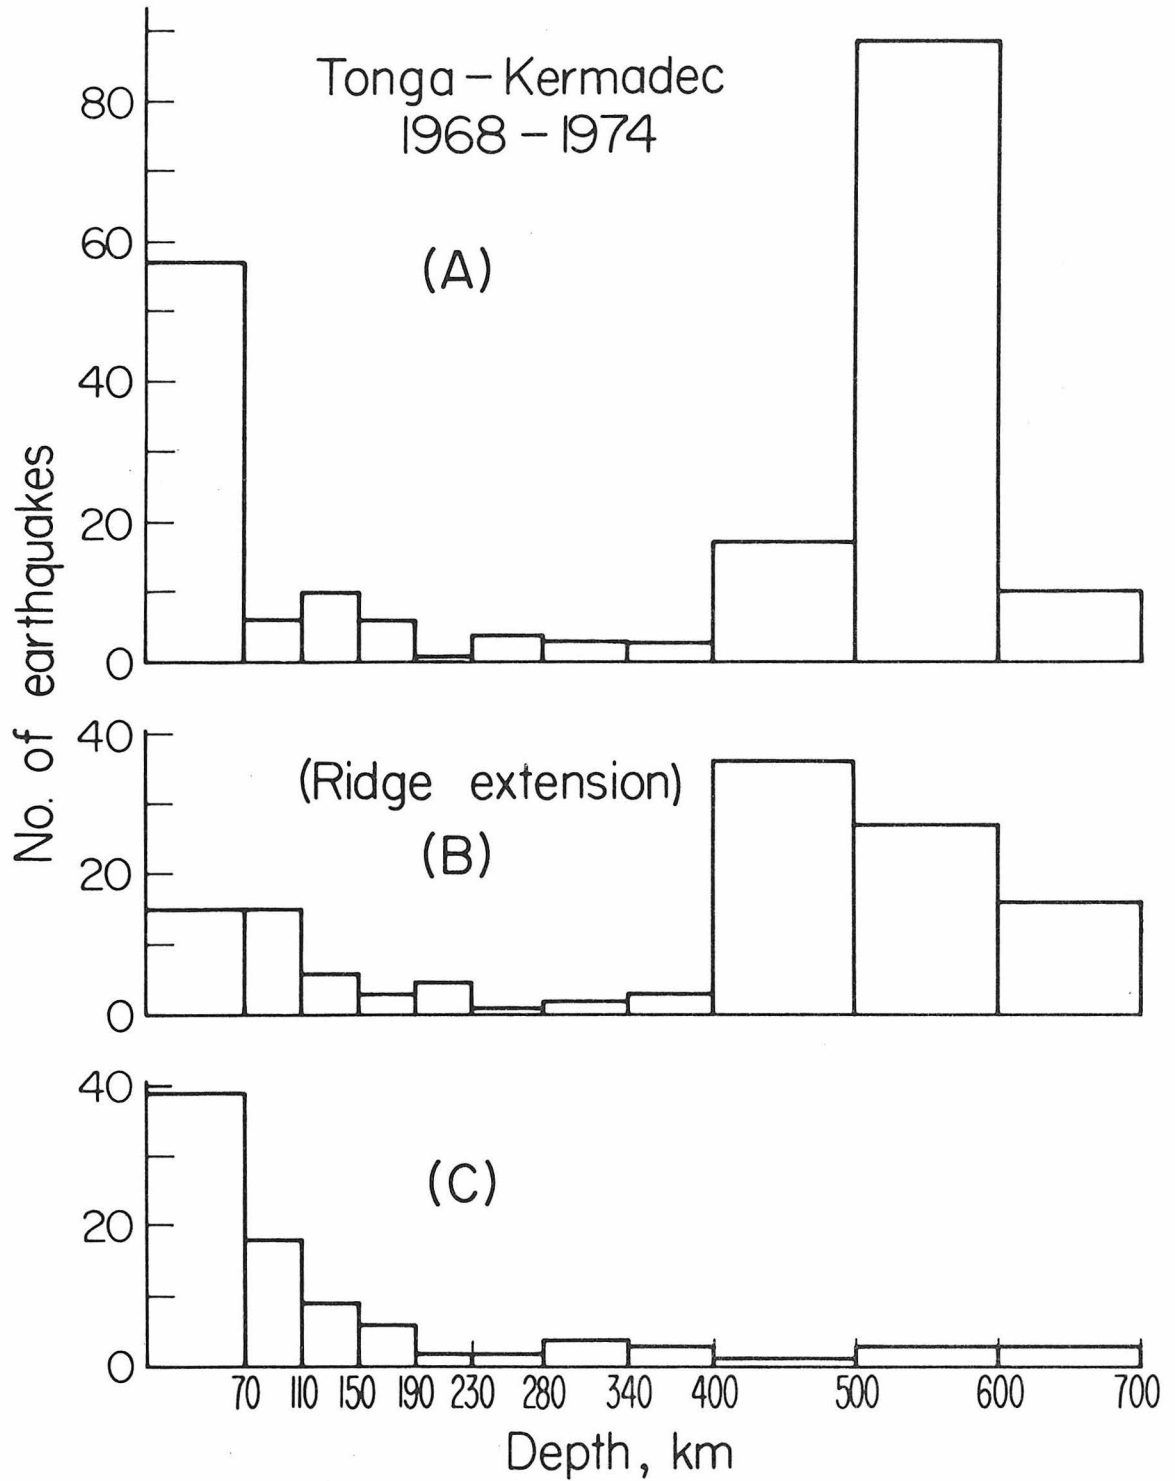 Tonga – Kermadec
1968 – 1974
(A)
80
60
40
20
0
No. of earthquakes
(Ridge extension)
(B)
40
20
0
(C)
40
20
0
70 110 150 190 230 280 340 400 500 600 700
Depth, km